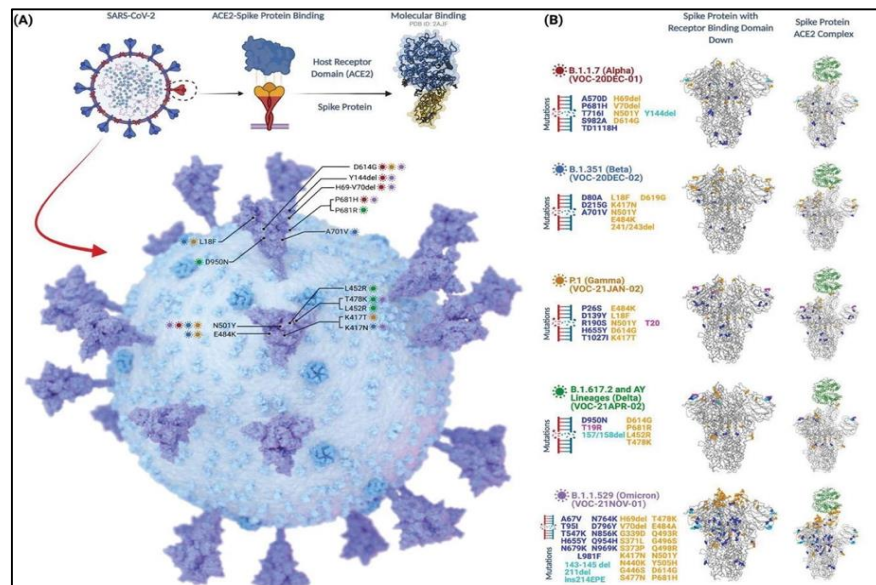 (A)
SARS-CoV-2
ACE2-Spike Protein Binding
Molecular Binding
PDB ID: 2AJF
Host Receptor
Domain (ACE2)
Spike Protein
D614G
Y144del
H69-V70del
P681H
P681R
A701V
L18F
D950N
L452R
T478K
L452R
K417T
K417N
N501Y
E484K
(B)
Spike Protein with
Receptor Binding Domain
Down
Spike Protein
ACE2 Complex
B.1.1.7 (Alpha)
(VOC-20DEC-01)
Mutations
A570D H69del
P681H V70del
T716I N501Y Y144del
S982A D614G
TD1118H
B.1.351 (Beta)
(VOC-20DEC-02)
Mutations
D80A L18F D619G
D215G K417N
A701V N501Y
E484K
241/243del
P.1 (Gamma)
(VOC-21JAN-02)
Mutations
P26S E484K
D139Y L18F
R190S N501Y T20
H655Y D614G
T1027I K417T
B.1.617.2 and AY
Lineages (Delta)
(VOC-21APR-02)
Mutations
D950N D614G
T19R P681R
157/158del L452R
T478K
B.1.1.529 (Omicron)
(VOC-21NOV-01)
Mutations
A67V N764K H69del T478K
T95I D796Y V70del E484A
T547K N856K G339D Q493R
H655Y Q954H S371L G496S
N679K N969K S373P Q498R
L981F K417N N501Y
143-145 del N440K Y505H
211del G446S D614G
Ins214EPE S477N P681H